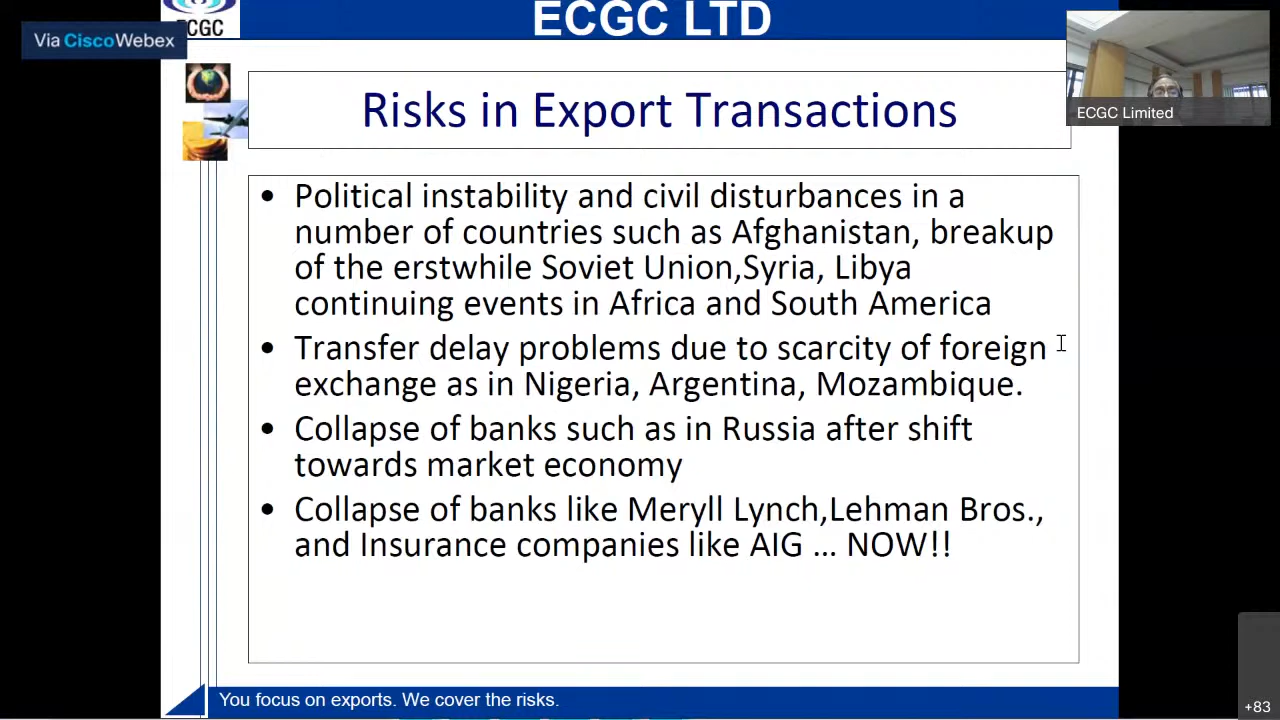 ECGC LTD
ECGC
Via CiscoWebex
ECGC Limited
Risks in Export Transactions
• Political instability and civil disturbances in a
number of countries such as Afghanistan, breakup
of the erstwhile Soviet Union,Syria, Libya
continuing events in Africa and South America
• Transfer delay problems due to scarcity of foreign
exchange as in Nigeria, Argentina, Mozambique.
• Collapse of banks such as in Russia after shift
towards market economy
• Collapse of banks like Meryll Lynch,Lehman Bros.,
and Insurance companies like AIG … NOW!!
You focus on exports. We cover the risks.
+83